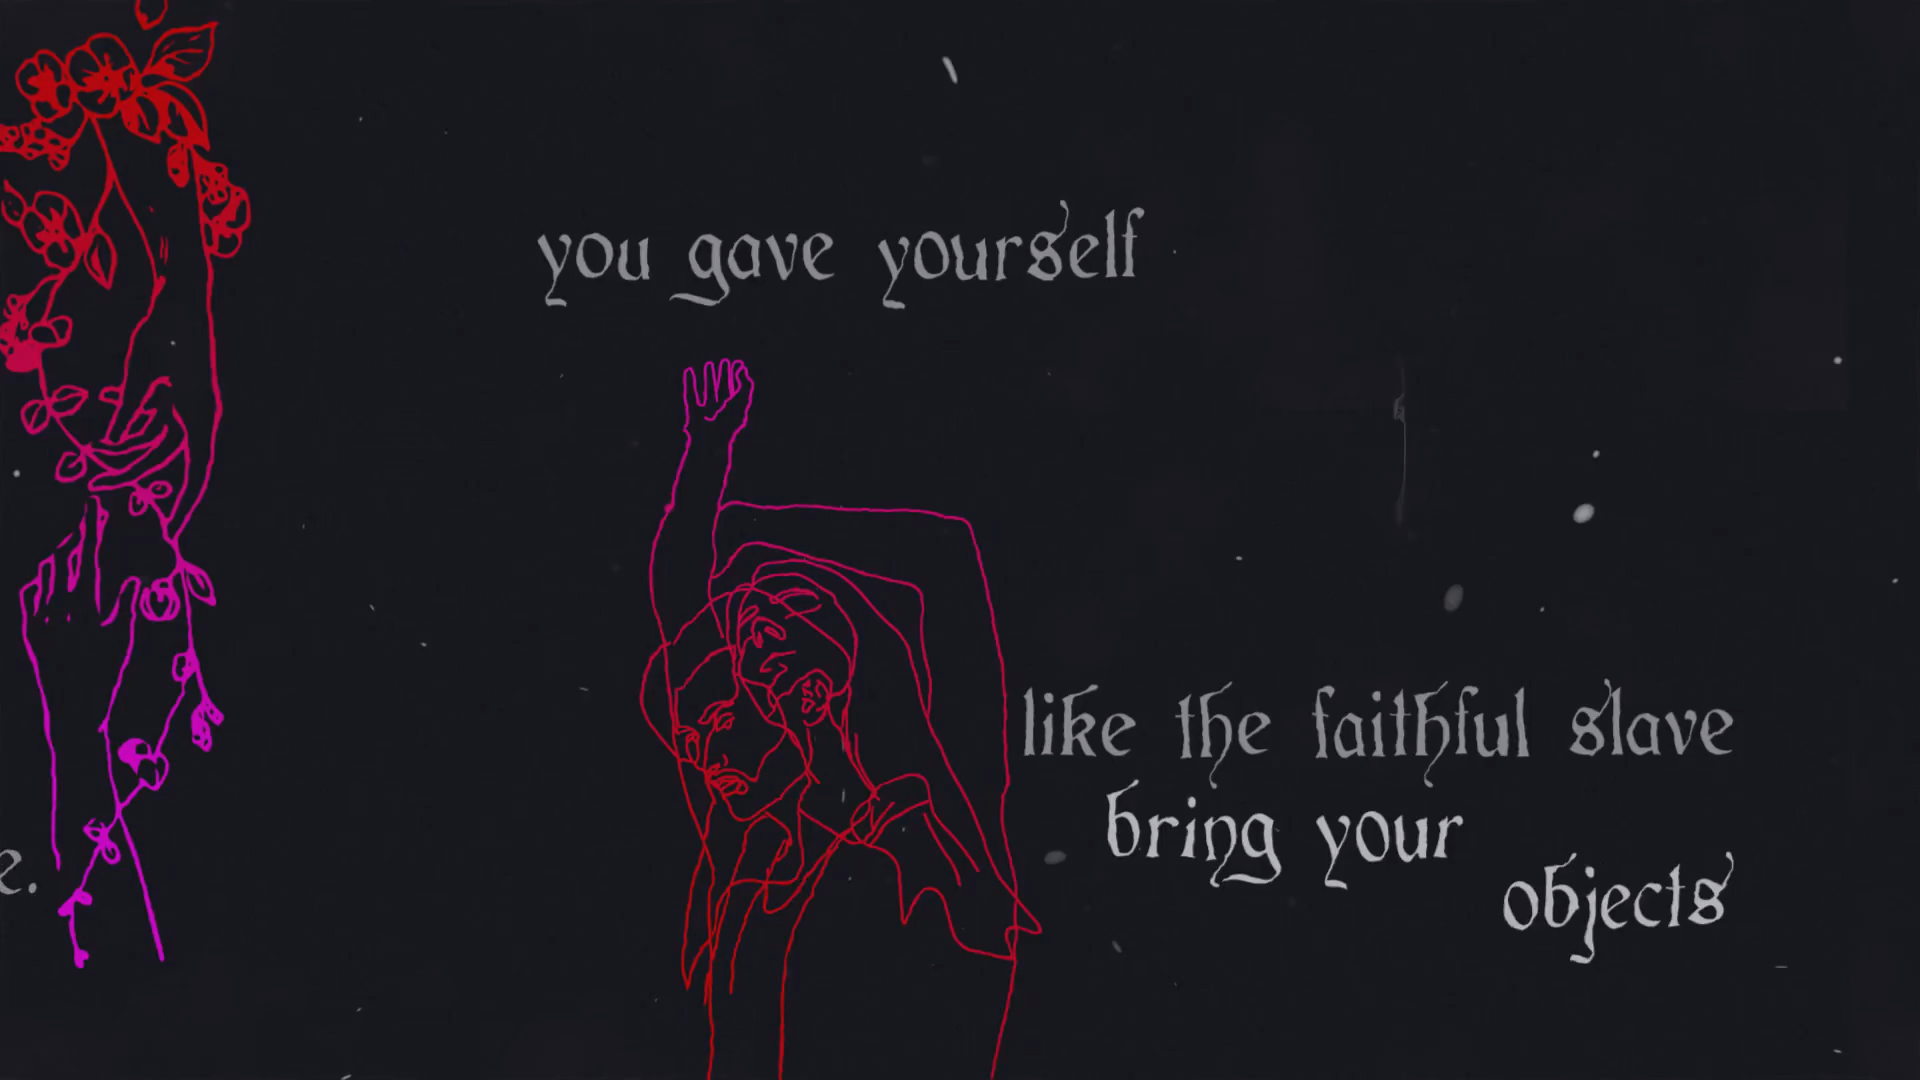 you gave yourself
like the faithful slave
bring your
objects
e.